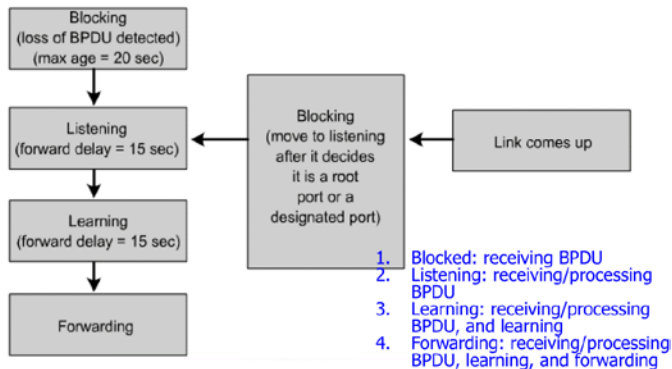 Blocking
(loss of BPDU detected)
(max age = 20 sec)
Listening
(forward delay = 15 sec)
Learning
(forward delay = 15 sec)
Forwarding
Blocking
(move to listening
after it decides
it is a root
port or a
designated port)
Link comes up
1. Blocked: receiving BPDU
2. Listening: receiving/processing
BPDU
3. Learning: receiving/processing
BPDU, and learning
4. Forwarding: receiving/processing
BPDU, learning, and forwarding